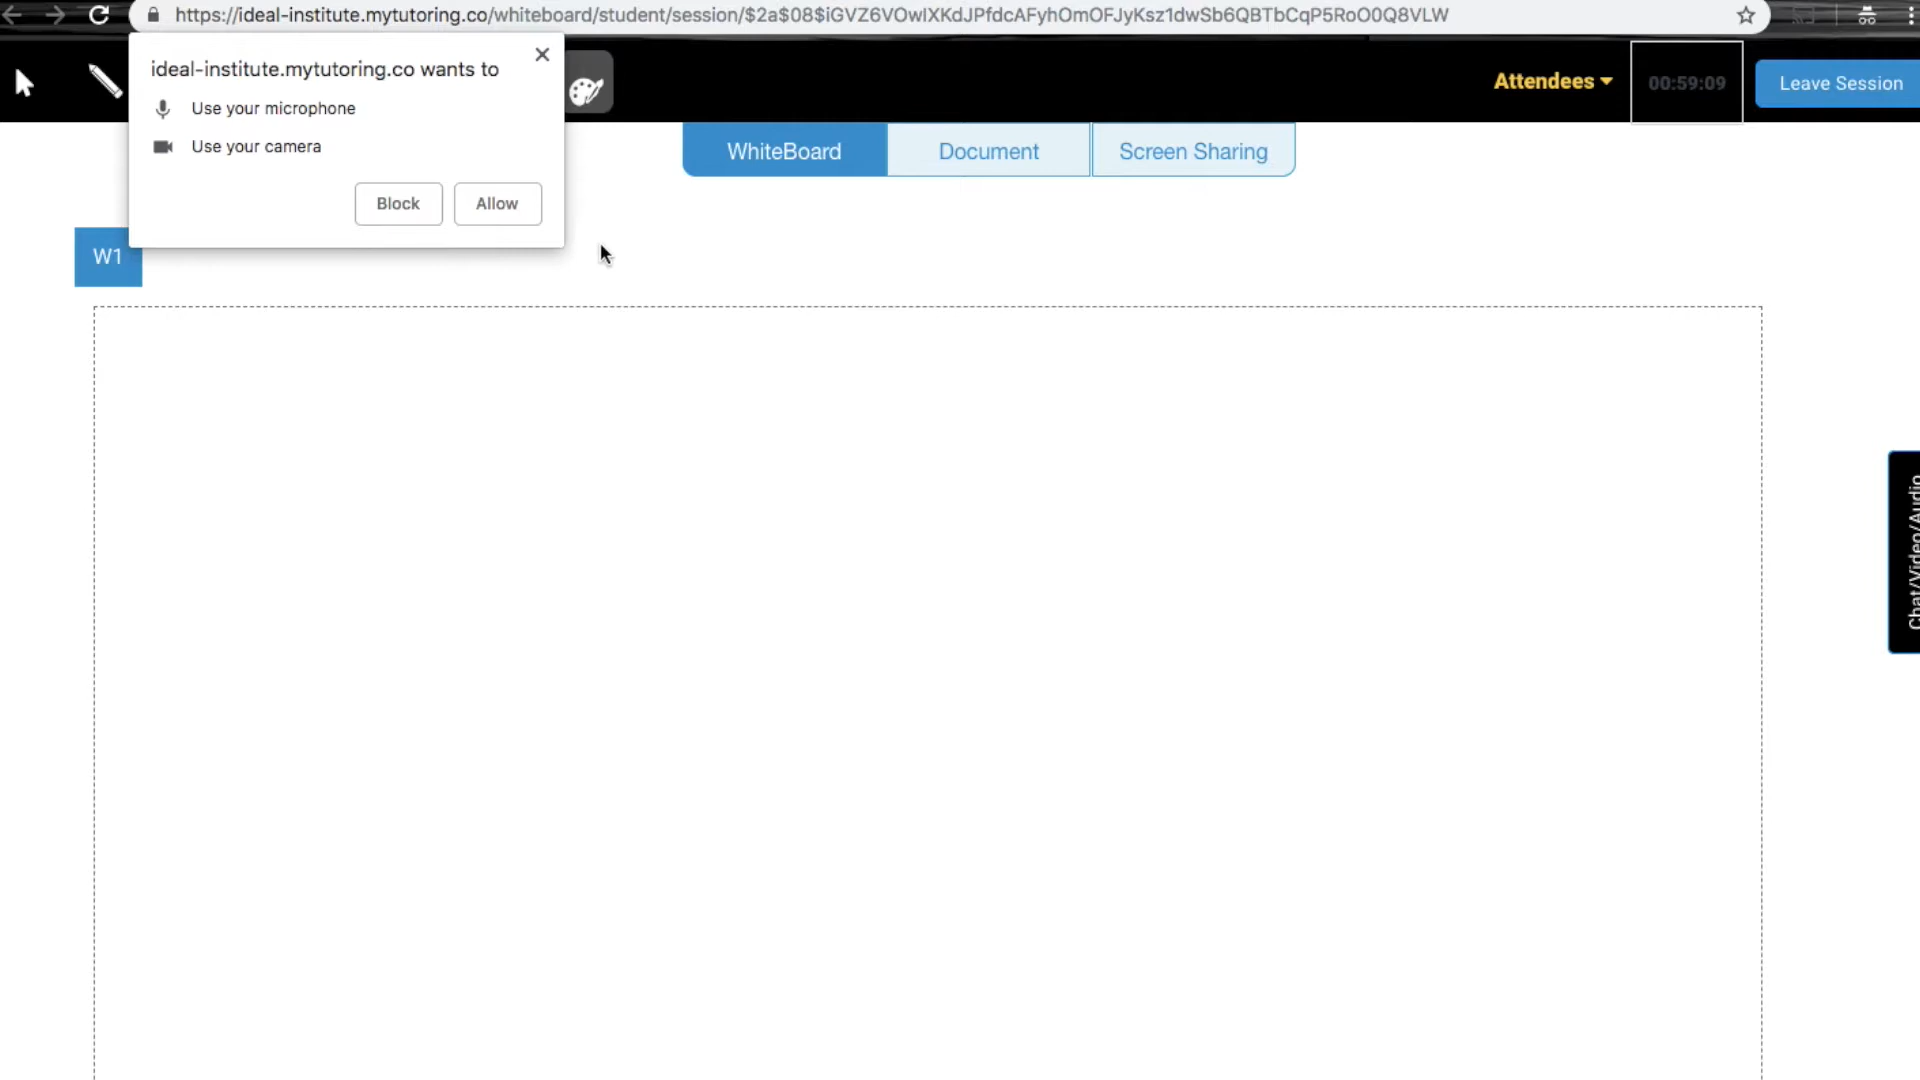 https://ideal-institute.mytutoring.co/whiteboard/student/session/$2a$08$iGVZ6VOwIXKdJPfdcAFyhOmOFJyKsz1dwSb6QBTbCqP5RoO0Q8VLW
ideal-institute.mytutoring.co wants to
Use your microphone
Use your camera
Block
Allow
Attendees
00:59:09
Leave Session
WhiteBoard
Document
Screen Sharing
W1
Chat/Video/Audio